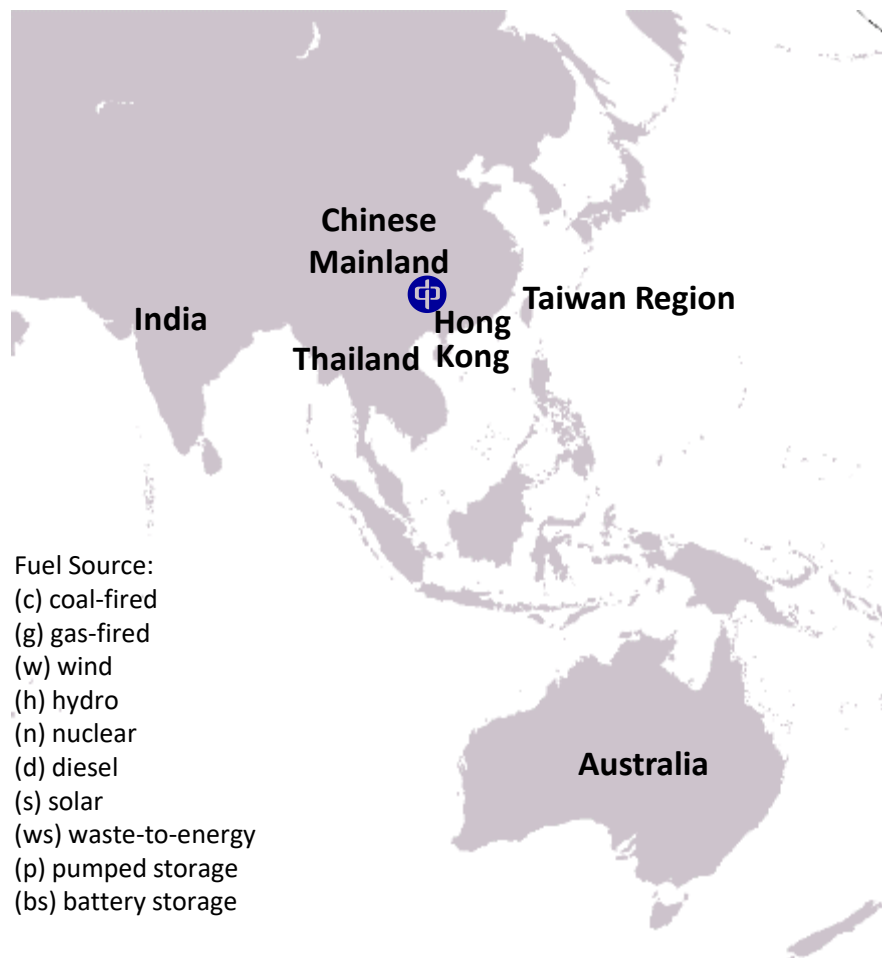 Chinese
Mainland
Taiwan Region
India
Hong
Kong
Thailand
Fuel Source:
(c) coal-fired
(g) gas-fired
(w) wind
(h) hydro
(n) nuclear
(d) diesel
(s) solar
(ws) waste-to-energy
(p) pumped storage
(bs) battery storage
Australia